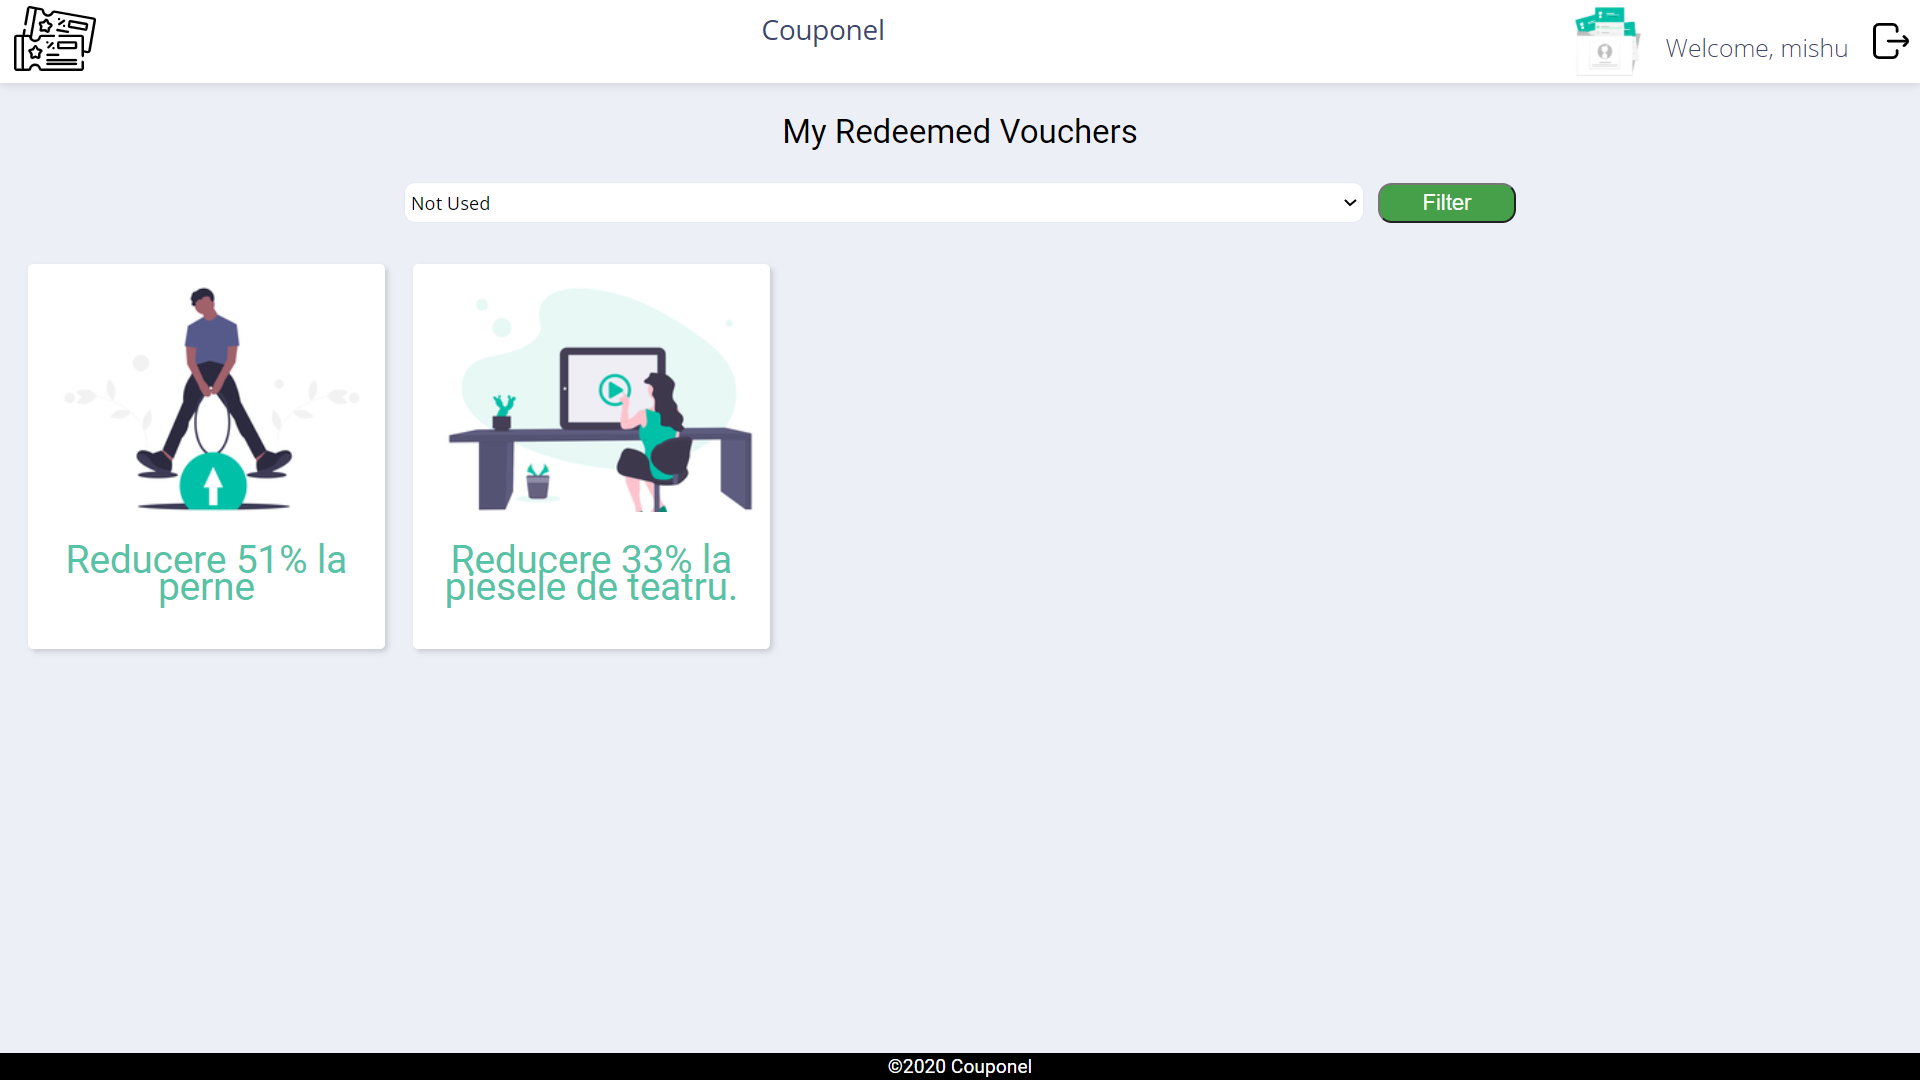 Couponel
Welcome, mishu
My Redeemed Vouchers
Not Used
Filter
Reducere 51% la
perne
Reducere 33% la
piesele de teatru.
©2020 Couponel